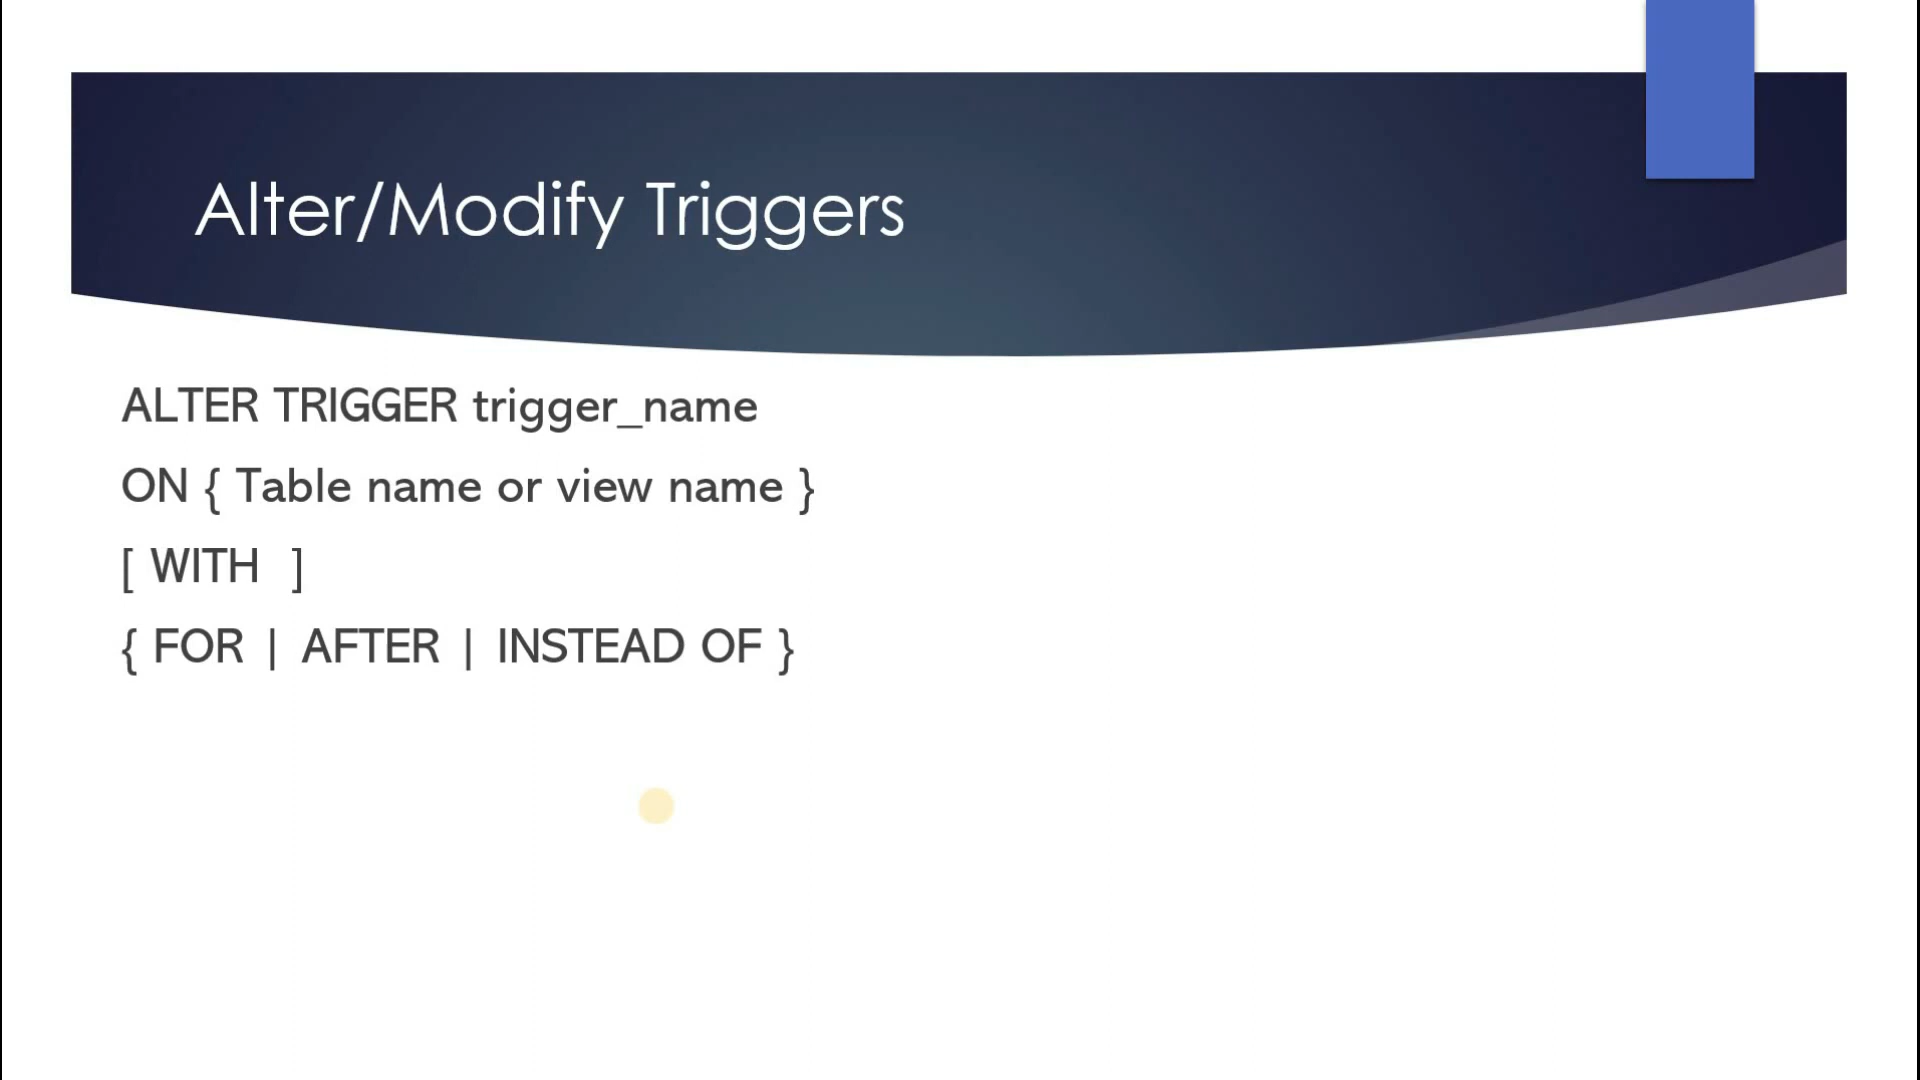 Alter/Modify Triggers
ALTER TRIGGER trigger_name
ON { Table name or view name }
[ WITH  ]
{ FOR | AFTER | INSTEAD OF }